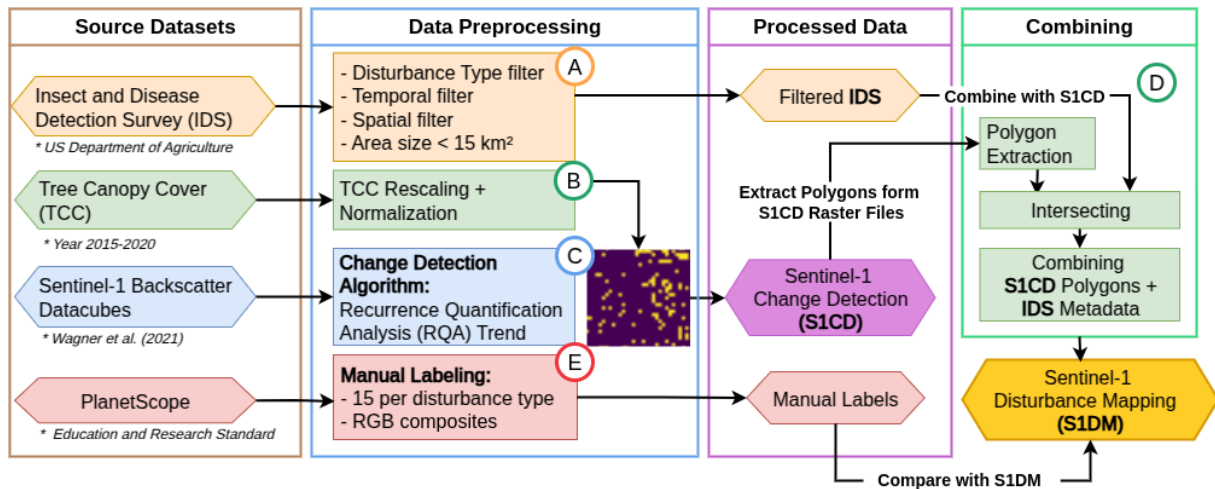 Source Datasets
Insect and Disease
Detection Survey (IDS)
* US Department of Agriculture
Tree Canopy Cover
(TCC)
* Year 2015-2020
Sentinel-1 Backscatter
Datacubes
* Wagner et al. (2021)
PlanetScope
* Education and Research Standard
Data Preprocessing
A
- Disturbance Type filter
- Temporal filter
- Spatial filter
- Area size < 15 km²
B
TCC Rescaling +
Normalization
C
Change Detection
Algorithm:
Recurrence Quantification
Analysis (RQA) Trend
E
Manual Labeling:
- 15 per disturbance type
- RGB composites
Processed Data
Filtered IDS
Extract Polygons form
S1CD Raster Files
Sentinel-1
Change Detection
(S1CD)
Manual Labels
Combining
D
Combine with S1CD
Polygon
Extraction
Intersecting
Combining
S1CD Polygons +
IDS Metadata
Sentinel-1
Disturbance Mapping
(S1DM)
Compare with S1DM